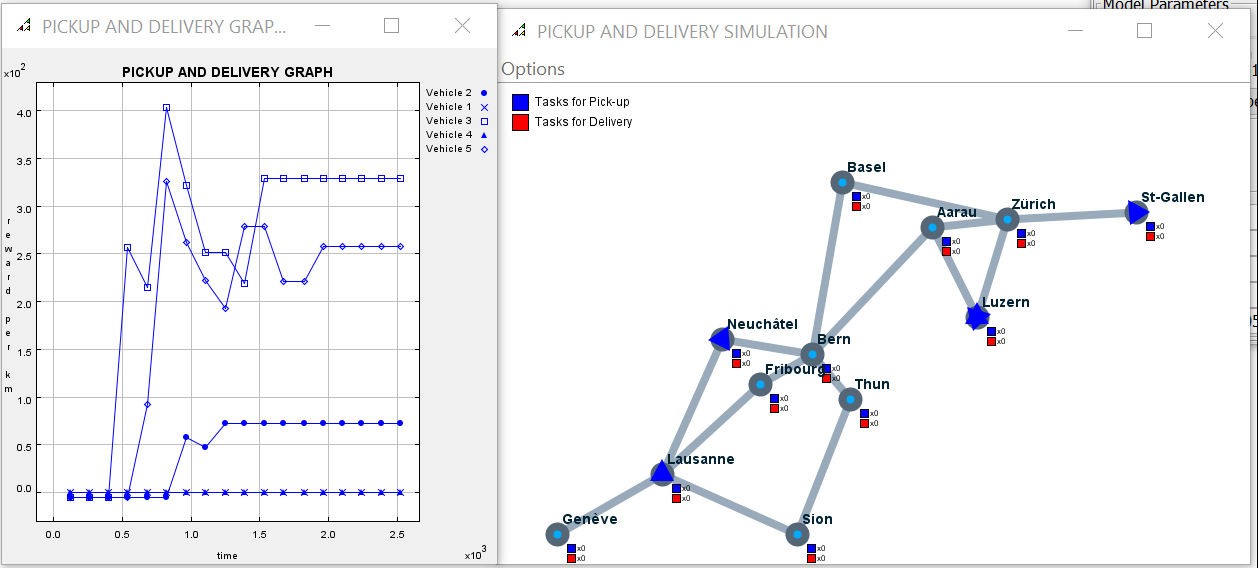 Model Parameters
PICKUP AND DELIVERY GRAP...
PICKUP AND DELIVERY SIMULATION
Options
x10²
PICKUP AND DELIVERY GRAPH
4.0
3.5
3.0
2.5
2.0
1.5
1.0
0.5
0.0
reward per km
0.0
0.5
1.0
1.5
2.0
2.5
time
x10³
Vehicle 2
Vehicle 1
Vehicle 3
Vehicle 4
Vehicle 5
Tasks for Pick-up
Tasks for Delivery
Basel
x0
x0
Aarau
x0
x0
Zürich
x0
x0
St-Gallen
x0
x0
Luzern
x0
x0
Neuchâtel
x0
x0
Bern
x0
x0
Fribourg
x0
x0
Thun
x0
x0
Lausanne
x0
x0
Genève
x0
x0
Sion
x0
x0